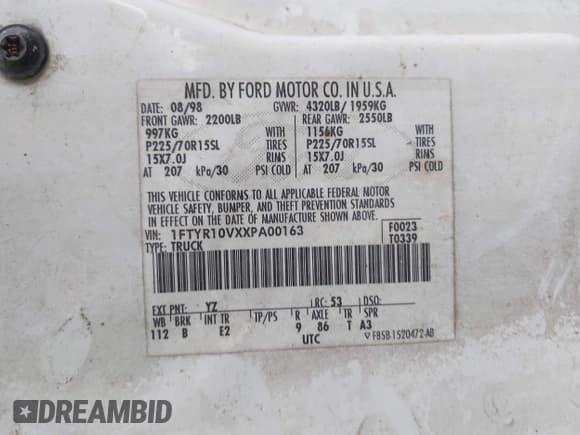 MFD. BY FORD MOTOR CO. IN U.S.A.
DATE 08/98 GVWR: 4320LB/ 1959KG
FRONT GAWR: 2200LB REAR GAWR: 2550LB
997KG WITH 1156KG WITH
P225/70R15SL TIRES P225/70R15SL TIRES
15X7.0J RIMS 15X7.0J RIMS
AT 207 kPa/30 PSI COLD AT 207 kPa/30 PSI COLD
THIS VEHICLE CONFORMS TO ALL APPLICABLE FEDERAL MOTOR
VEHICLE SAFETY, BUMPER, AND THEFT PREVENTION STANDARDS
IN EFFECT ON THE DATE OF MANUFACTURE SHOWN ABOVE.
VIN: 1FTYR10VXXPA00163 F0023
TYPE: TRUCK T0339
EXT PNT: YZ RC: 53 DSO:
WB BRK INT TR TP/PS R AXLE TR SPR
112 B E2 9 86 T A3
UTC ▽ F85B-1520472-AB
DREAMBID